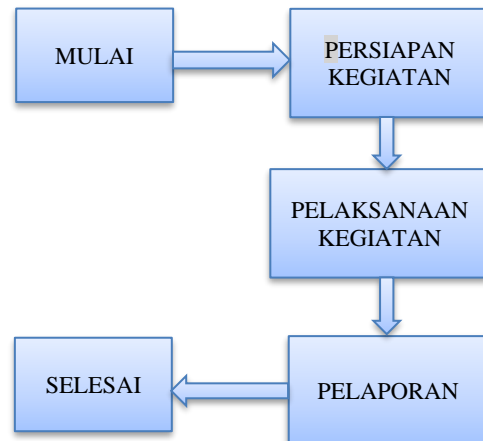 MULAI
PERSIAPAN
KEGIATAN
PELAKSANAAN
KEGIATAN
PELAPORAN
SELESAI